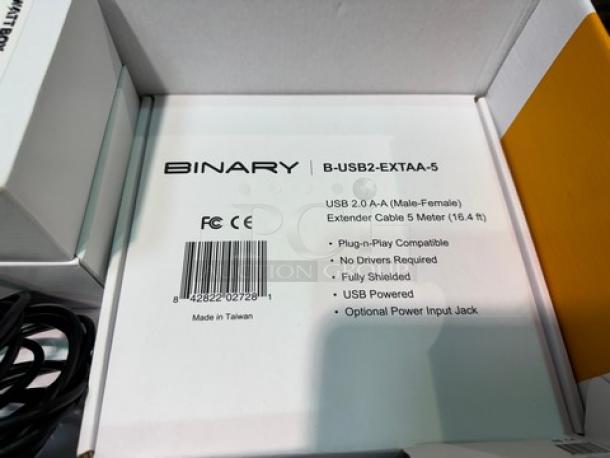 WATT BOX
BINARY | B-USB2-EXTAA-5
USB 2.0 A-A (Male-Female)
Extender Cable 5 Meter (16.4 ft)
FC CE
• Plug-n-Play Compatible
• No Drivers Required
• Fully Shielded
• USB Powered
• Optional Power Input Jack
8 42822 02728 1
Made in Taiwan